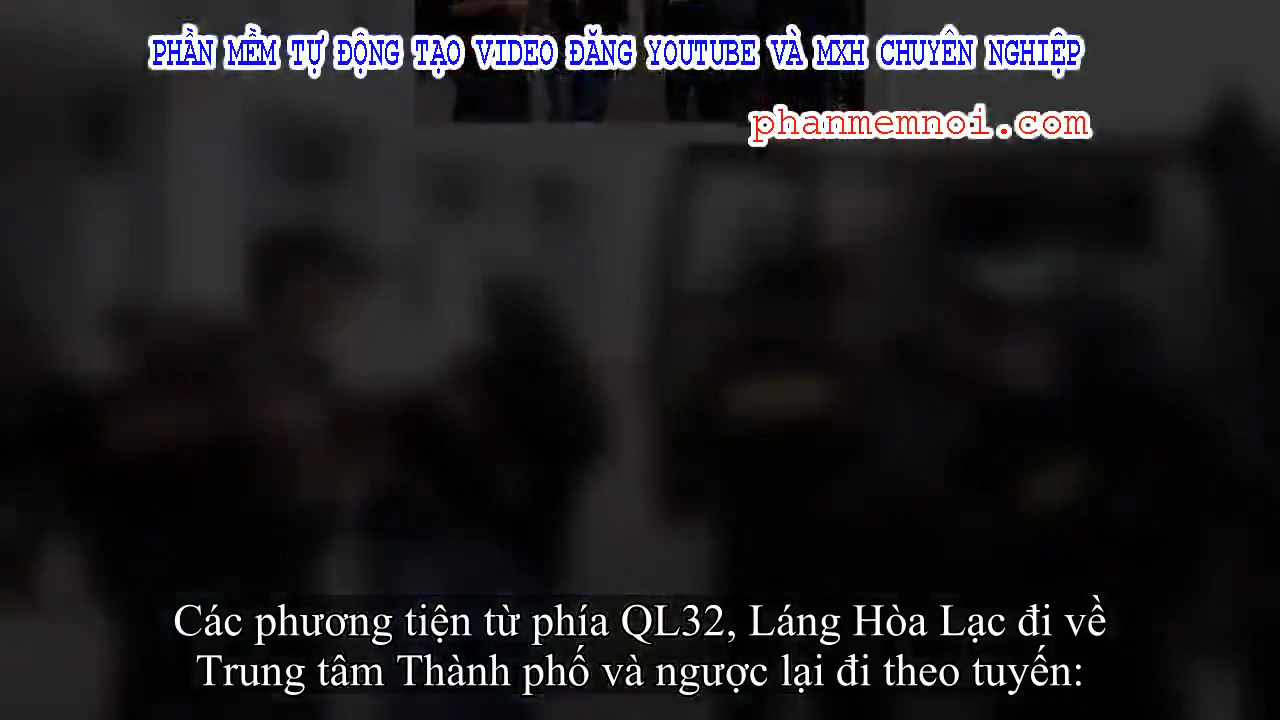 PHẦN MỀM TỰ ĐỘNG TẠO VIDEO ĐĂNG YOUTUBE VÀ MXH CHUYÊN NGHIỆP
phanmemnoi.com
Các phương tiện từ phía QL32, Láng Hòa Lạc đi về
Trung tâm Thành phố và ngược lại đi theo tuyến: